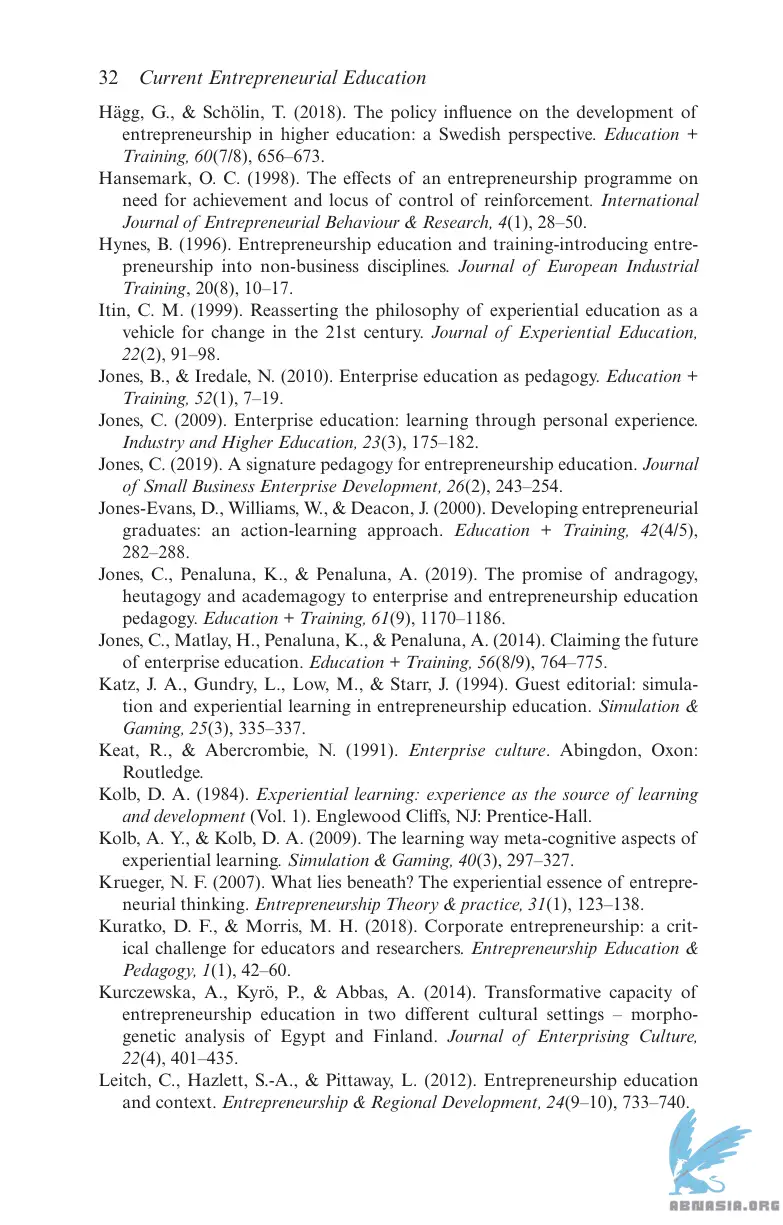 32 Current Entrepreneurial Education
Hägg, G., & Schölin, T. (2018). The policy influence on the development of
entrepreneurship in higher education: a Swedish perspective. Education +
Training, 60(7/8), 656–673.
Hansemark, O. C. (1998). The effects of an entrepreneurship programme on
need for achievement and locus of control of reinforcement. International
Journal of Entrepreneurial Behaviour & Research, 4(1), 28–50.
Hynes, B. (1996). Entrepreneurship education and training-introducing entre-
preneurship into non-business disciplines. Journal of European Industrial
Training, 20(8), 10–17.
Itin, C. M. (1999). Reasserting the philosophy of experiential education as a
vehicle for change in the 21st century. Journal of Experiential Education,
22(2), 91–98.
Jones, B., & Iredale, N. (2010). Enterprise education as pedagogy. Education +
Training, 52(1), 7–19.
Jones, C. (2009). Enterprise education: learning through personal experience.
Industry and Higher Education, 23(3), 175–182.
Jones, C. (2019). A signature pedagogy for entrepreneurship education. Journal
of Small Business Enterprise Development, 26(2), 243–254.
Jones-Evans, D., Williams, W., & Deacon, J. (2000). Developing entrepreneurial
graduates: an action-learning approach. Education + Training, 42(4/5),
282–288.
Jones, C., Penaluna, K., & Penaluna, A. (2019). The promise of andragogy,
heutagogy and academagogy to enterprise and entrepreneurship education
pedagogy. Education + Training, 61(9), 1170–1186.
Jones, C., Matlay, H., Penaluna, K., & Penaluna, A. (2014). Claiming the future
of enterprise education. Education + Training, 56(8/9), 764–775.
Katz, J. A., Gundry, L., Low, M., & Starr, J. (1994). Guest editorial: simula-
tion and experiential learning in entrepreneurship education. Simulation &
Gaming, 25(3), 335–337.
Keat, R., & Abercrombie, N. (1991). Enterprise culture. Abingdon, Oxon:
Routledge.
Kolb, D. A. (1984). Experiential learning: experience as the source of learning
and development (Vol. 1). Englewood Cliffs, NJ: Prentice-Hall.
Kolb, A. Y., & Kolb, D. A. (2009). The learning way meta-cognitive aspects of
experiential learning. Simulation & Gaming, 40(3), 297–327.
Krueger, N. F. (2007). What lies beneath? The experiential essence of entrepre-
neurial thinking. Entrepreneurship Theory & practice, 31(1), 123–138.
Kuratko, D. F., & Morris, M. H. (2018). Corporate entrepreneurship: a crit-
ical challenge for educators and researchers. Entrepreneurship Education &
Pedagogy, 1(1), 42–60.
Kurczewska, A., Kyrö, P., & Abbas, A. (2014). Transformative capacity of
entrepreneurship education in two different cultural settings – morpho-
genetic analysis of Egypt and Finland. Journal of Enterprising Culture,
22(4), 401–435.
Leitch, C., Hazlett, S.-A., & Pittaway, L. (2012). Entrepreneurship education
and context. Entrepreneurship & Regional Development, 24(9–10), 733–740.
ABNASIA.ORG